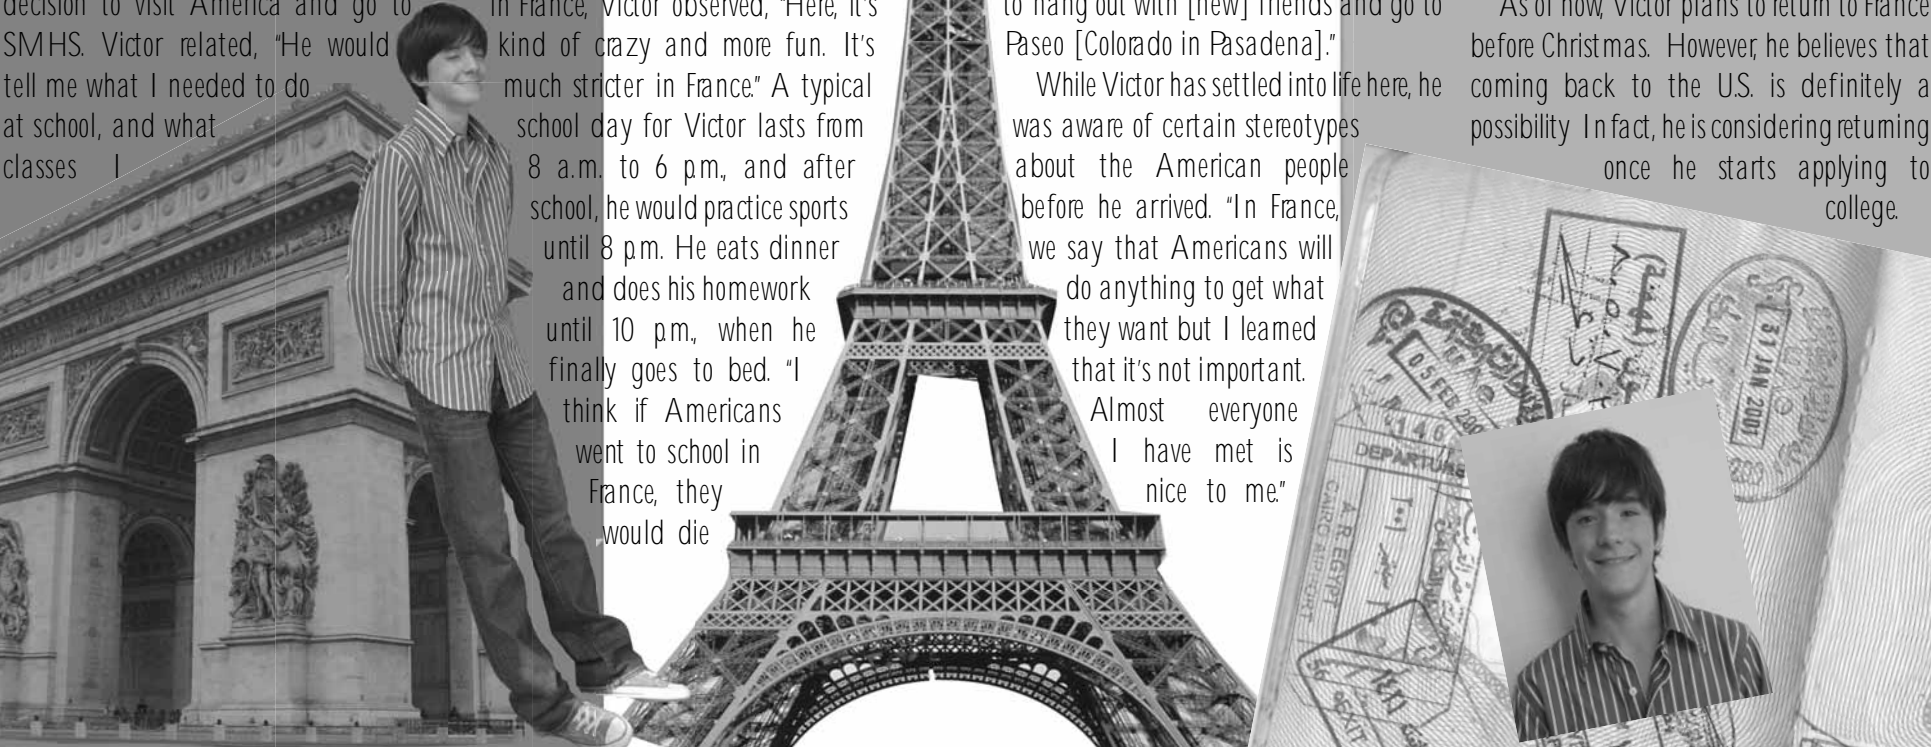 decision to visit America and go to
SMHS. Victor related, “He would
tell me what I needed to do
at school, and what
classes I
in France, Victor observed, “Here, it's
kind of crazy and more fun. It's
much stricter in France.” A typical
school day for Victor lasts from
8 a.m. to 6 p.m., and after
school, he would practice sports
until 8 p.m. He eats dinner
and does his homework
until 10 p.m., when he
finally goes to bed. “I
think if Americans
went to school in
France, they
would die
to hang out with [new] friends and go to
Paseo [Colorado in Pasadena].”
While Victor has settled into life here, he
was aware of certain stereotypes
about the American people
before he arrived. “In France,
we say that Americans will
do anything to get what
they want but I learned
that it's not important.
Almost everyone
I have met is
nice to me.”
As of now, Victor plans to return to France
before Christmas. However, he believes that
coming back to the U.S. is definitely a
possibility In fact, he is considering returning
once he starts applying to
college.
31 JAN 2001
05 FEB
146
DEPARTURE
A.R.EGYPT
CAIRO AIRPORT
EXIT